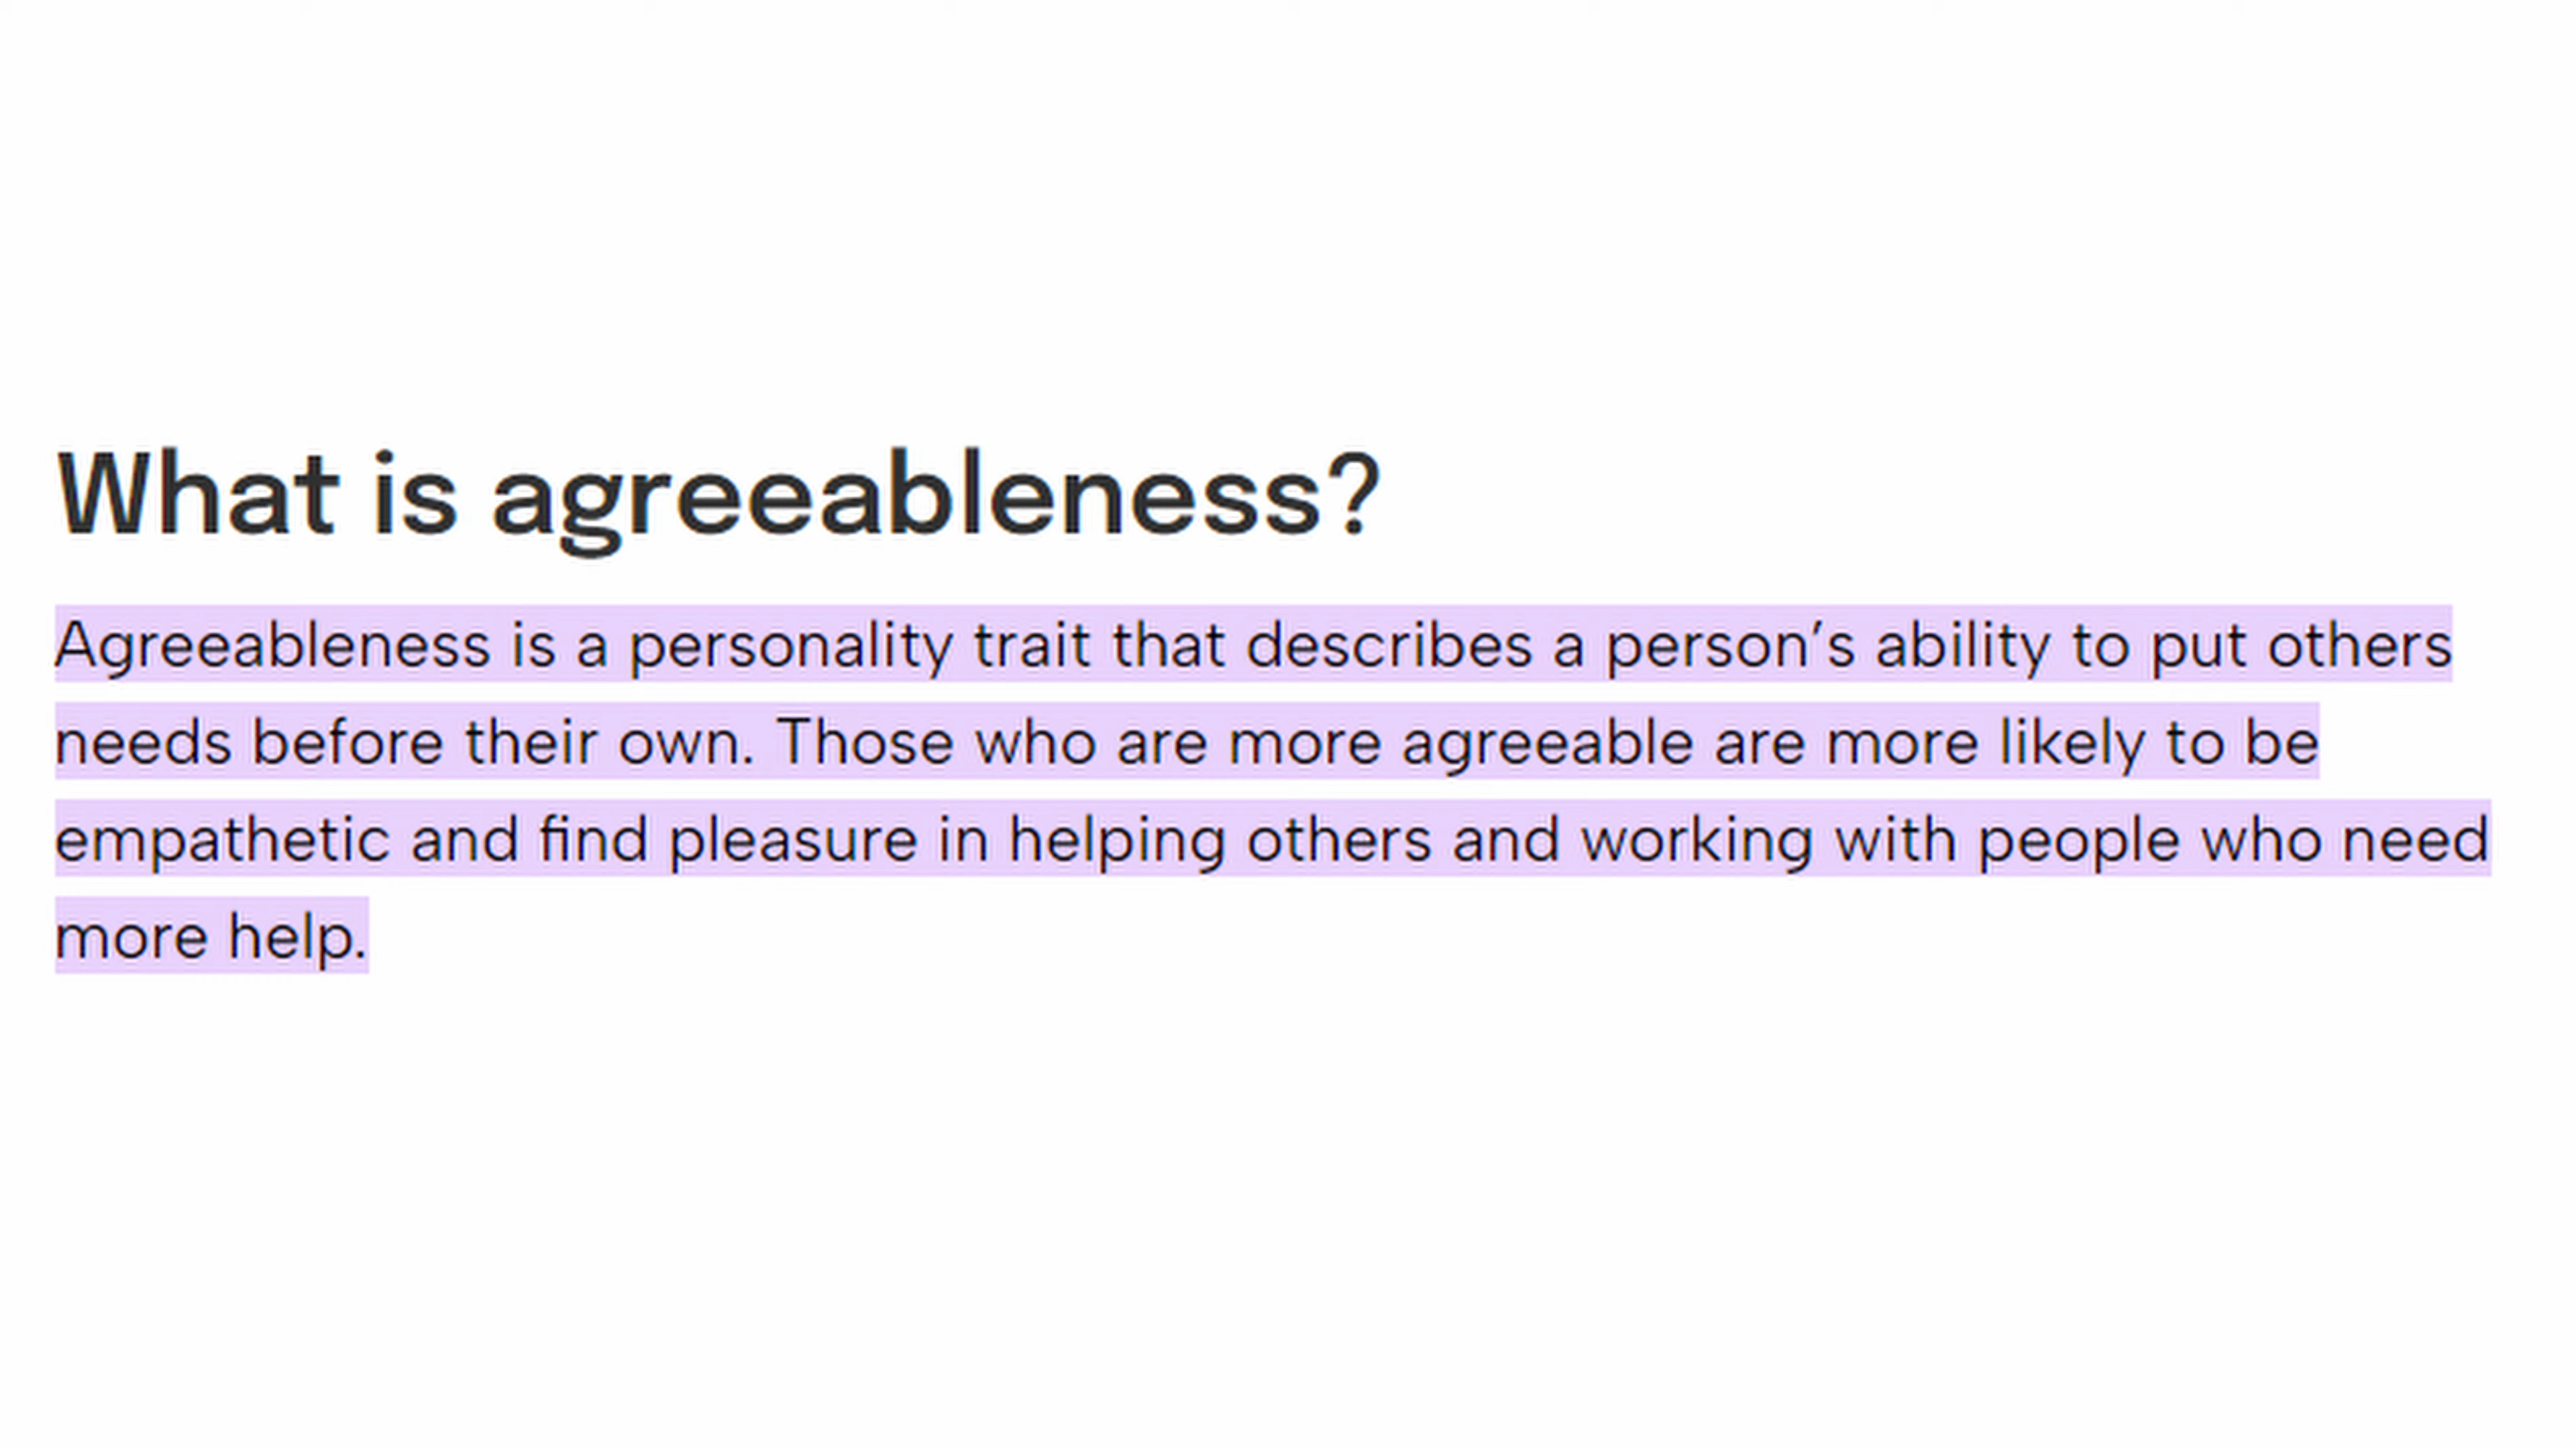 What is agreeableness?
Agreeableness is a personality trait that describes a person’s ability to put others
needs before their own. Those who are more agreeable are more likely to be
empathetic and find pleasure in helping others and working with people who need
more help.